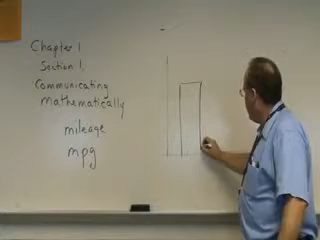 Chapter 1
Section 1.
Communicating
Mathematically
mileage
mpg